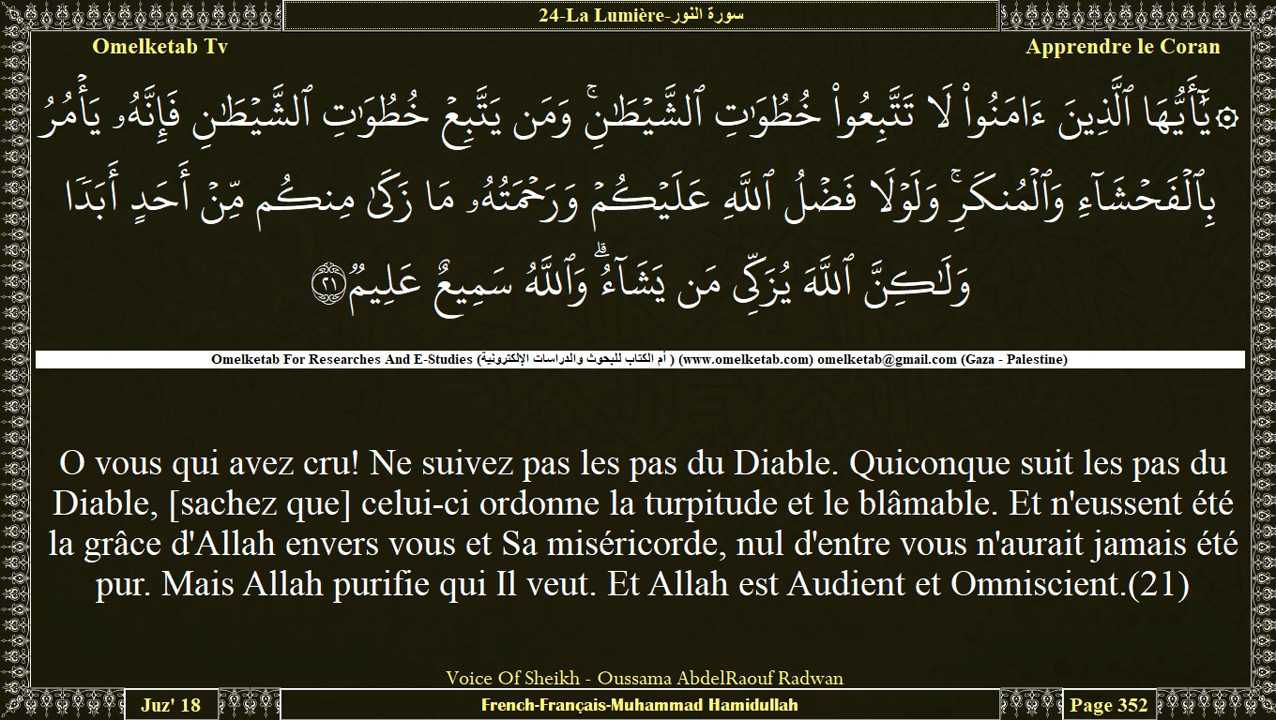 24-La Lumière-سورة النور
Omelketab Tv
Apprendre le Coran
۞يَٰٓأَيُّهَا ٱلَّذِينَ ءَامَنُواْ لَا تَتَّبِعُواْ خُطُوَٰتِ ٱلشَّيۡطَٰنِۚ وَمَن يَتَّبِعۡ خُطُوَٰتِ ٱلشَّيۡطَٰنِ فَإِنَّهُۥ يَأۡمُرُ
بِٱلۡفَحۡشَآءِ وَٱلۡمُنكَرِۚ وَلَوۡلَا فَضۡلُ ٱللَّهِ عَلَيۡكُمۡ وَرَحۡمَتُهُۥ مَا زَكَىٰ مِنكُم مِّنۡ أَحَدٍ أَبَدٗا
وَلَٰكِنَّ ٱللَّهَ يُزَكِّي مَن يَشَآءُۗ وَٱللَّهُ سَمِيعٌ عَلِيمٞ ٢١
Omelketab For Researches And E-Studies (أم الكتاب للبحوث والدراسات الإلكترونية ) (www.omelketab.com) omelketab@gmail.com (Gaza - Palestine)
O vous qui avez cru! Ne suivez pas les pas du Diable. Quiconque suit les pas du
Diable, [sachez que] celui-ci ordonne la turpitude et le blâmable. Et n'eussent été
la grâce d'Allah envers vous et Sa miséricorde, nul d'entre vous n'aurait jamais été
pur. Mais Allah purifie qui Il veut. Et Allah est Audient et Omniscient.(21)
Voice Of Sheikh - Oussama AbdelRaouf Radwan
Juz' 18
French-Français-Muhammad Hamidullah
Page 352